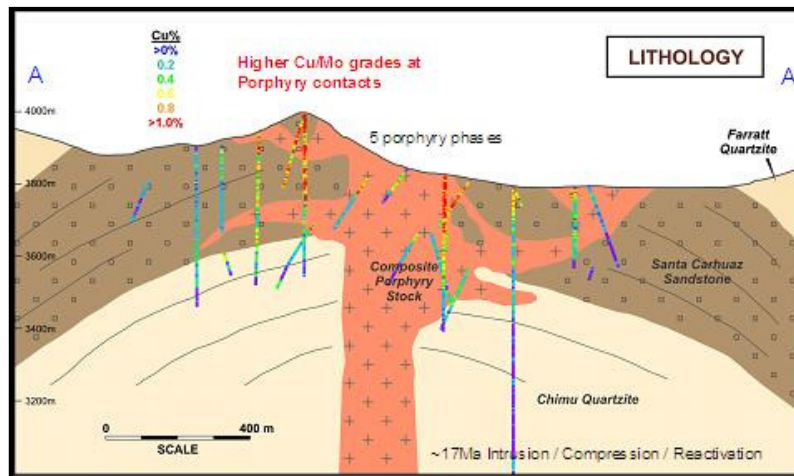 Cu%
>0%
0.2
0.4
0.6
0.8
>1.0%
A
Higher Cu/Mo grades at
Porphyry contacts
LITHOLOGY
A
4000m
5 porphyry phases
Farratt
Quartzite
3800m
3600m
Composite
Porphyry
Stock
Santa Carhuaz
Sandstone
3400m
3200m
Chimu Quartzite
0
400 m
SCALE
~17Ma Intrusion / Compression / Reactivation